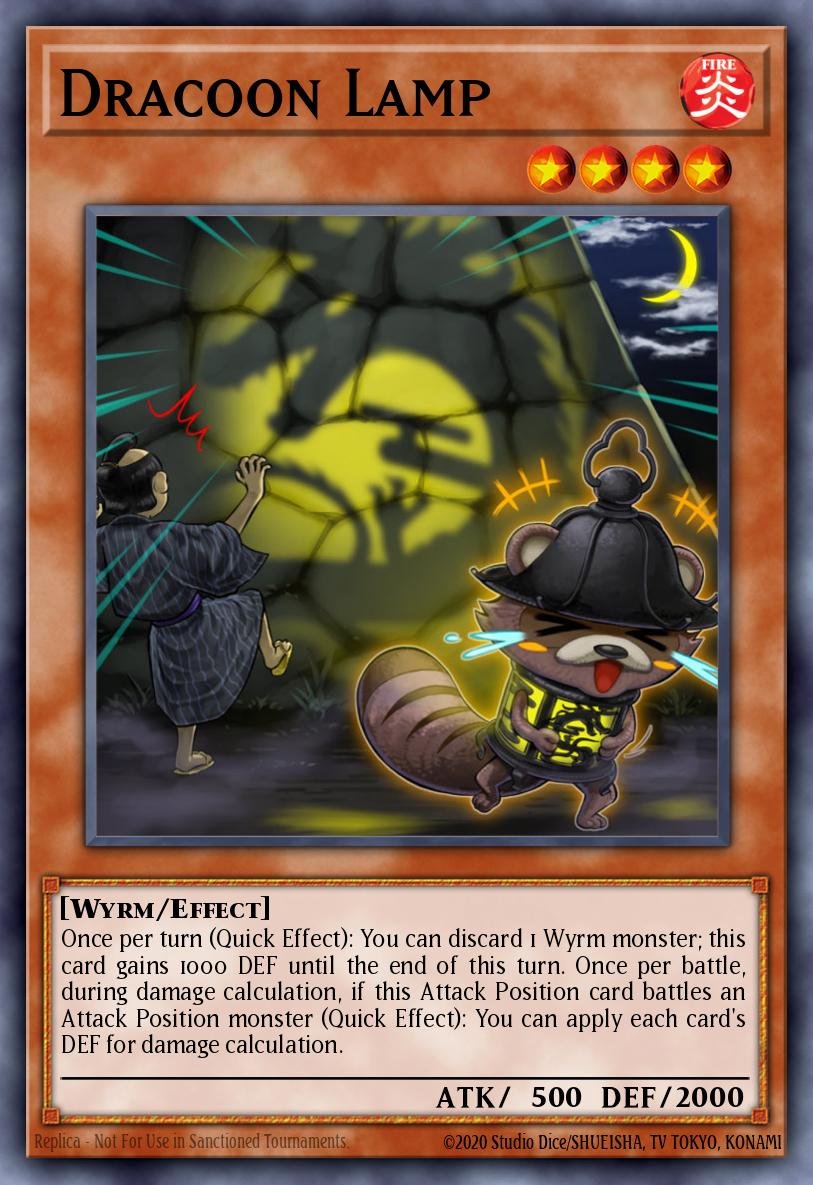 Dracoon Lamp
FIRE
炎
[Wyrm/Effect]
Once per turn (Quick Effect): You can discard 1 Wyrm monster; this
card gains 1000 DEF until the end of this turn. Once per battle,
during damage calculation, if this Attack Position card battles an
Attack Position monster (Quick Effect): You can apply each card's
DEF for damage calculation.
ATK/ 500 DEF/2000
Replica - Not For Use in Sanctioned Tournaments.
©2020 Studio Dice/SHUEISHA, TV TOKYO, KONAMI